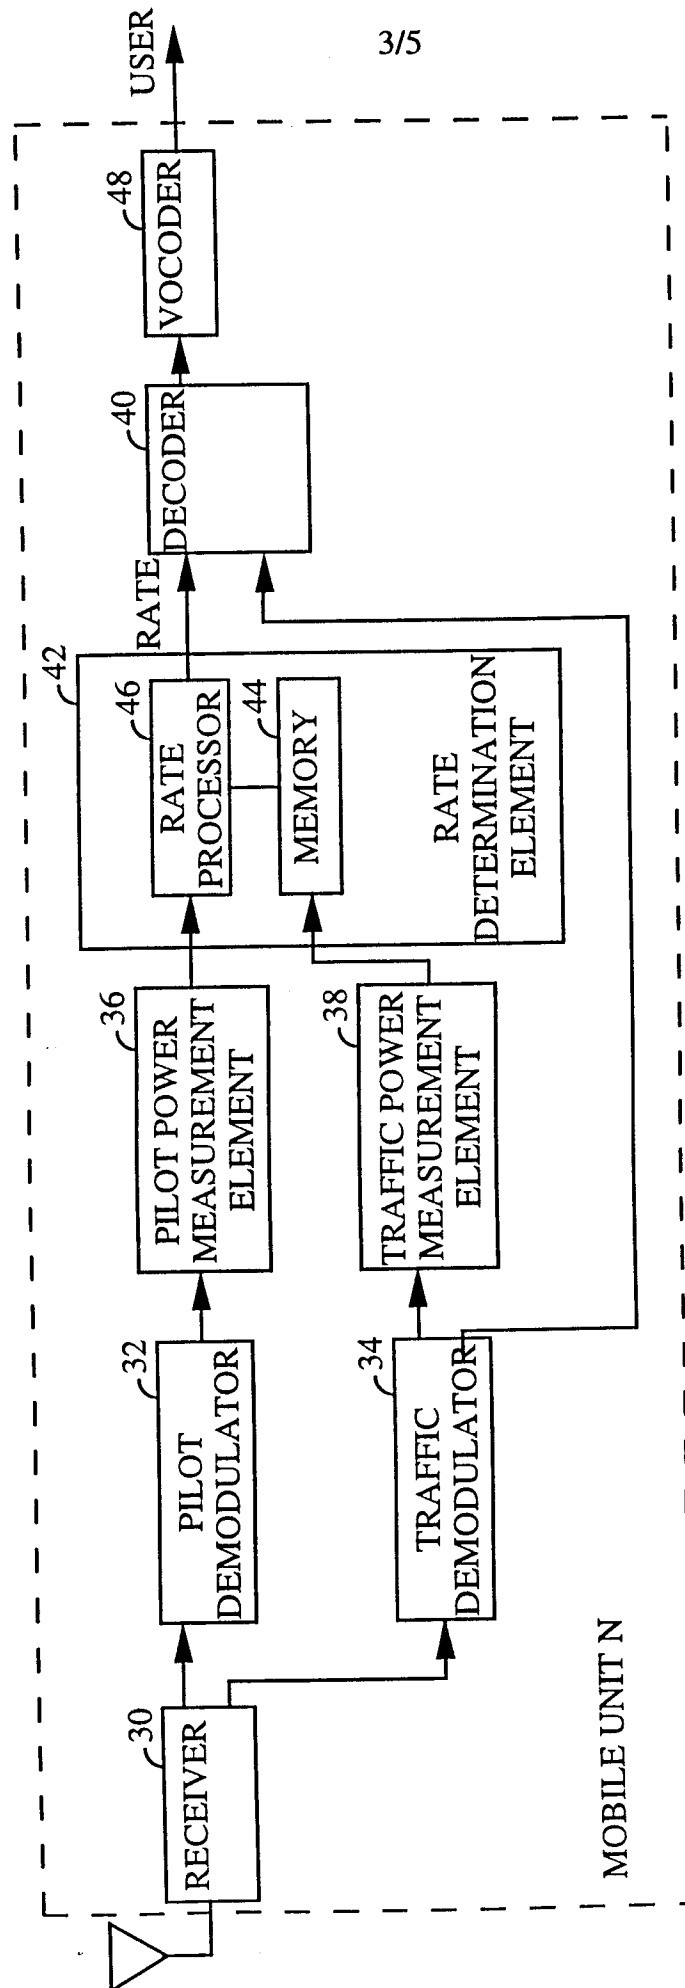 3/5
USER
48
VOCODER
40
DECODER
RATE
42
46
RATE
PROCESSOR
44
MEMORY
RATE
DETERMINATION
ELEMENT
36
PILOT POWER
MEASUREMENT
ELEMENT
38
TRAFFIC POWER
MEASUREMENT
ELEMENT
32
PILOT
DEMODULATOR
34
TRAFFIC
DEMODULATOR
30
RECEIVER
MOBILE UNIT N